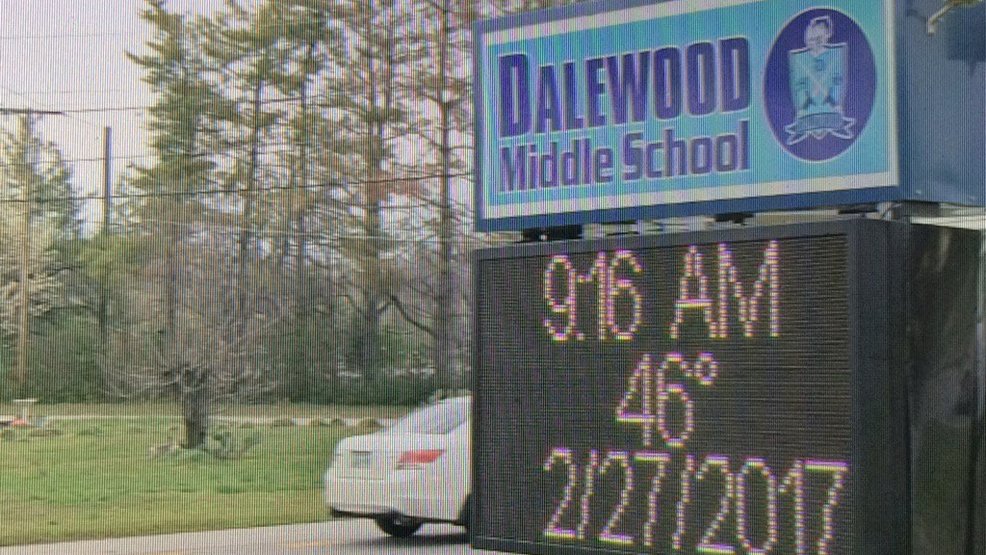 DALEWOOD
Middle School
9:16 AM
46°
2/27/2017